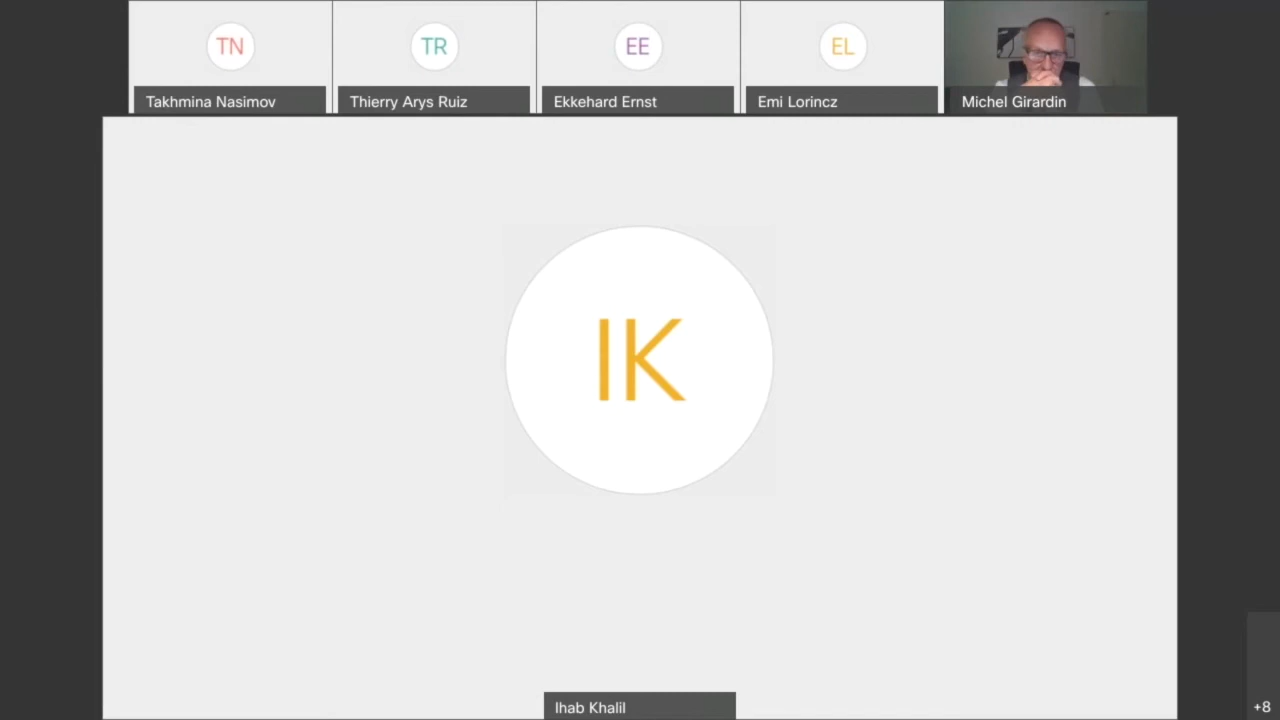 TN
TR
EE
EL
Takhmina Nasimov
Thierry Arys Ruiz
Ekkehard Ernst
Emi Lorincz
Michel Girardin
IK
Ihab Khalil
+8